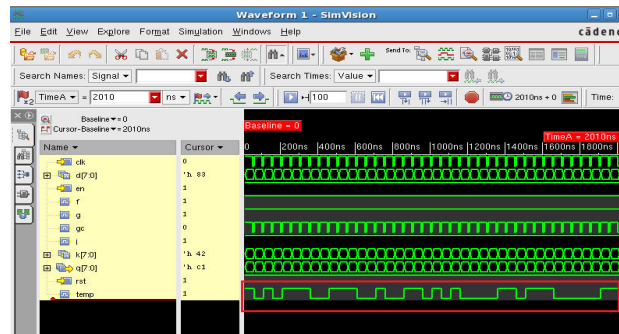 Waveform 1 - SimVision
File Edit View Explore Format Simulation Windows Help
cādenc
Send To:
Search Names: Signal Search Times: Value
x2 TimeA = 2010 ns 100 2010ns + 0 Time:
Baseline = 0
Cursor-Baseline = 2010ns
Baseline = 0
TimeA = 2010ns
Name Cursor 0 200ns 400ns 600ns 800ns 1000ns 1200ns 1400ns 1600ns 1800ns
clk 0
d[7:0] 'h 83
en 1
f 1
g 1
gc 0
i 1
k[7:0] 'h 42
q[7:0] 'h c1
rst 1
temp 1